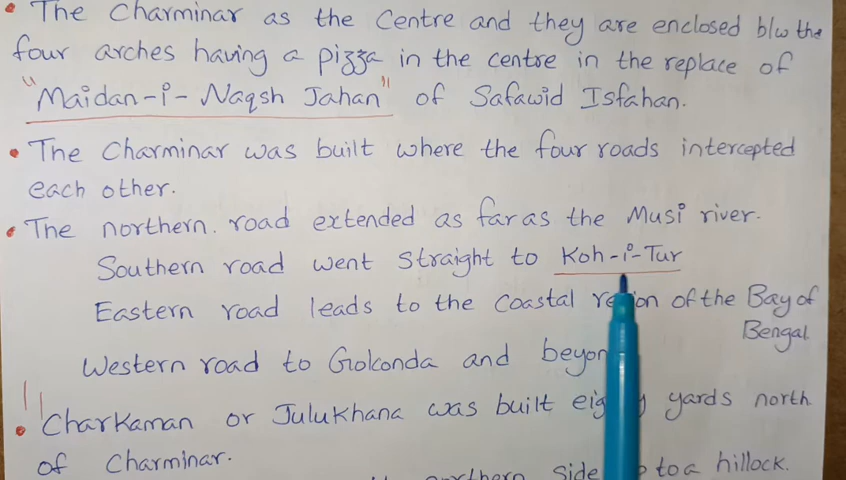 • The Charminar as the Centre and they are enclosed b/w the
four arches having a pizza in the centre in the replace of
"Maidan-i-Naqsh Jahan" of Safawid Isfahan.
• The Charminar was built where the four roads intercepted
each other.
• The northern. road extended as far as the Musi river.
Southern road went straight to Koh-i-Tur
Eastern road leads to the coastal of the Bay of
Bengal.
Western road to Golconda and
• Charkaman or Julukhana was built yards north
of Charminar.
northern side to a hillock.